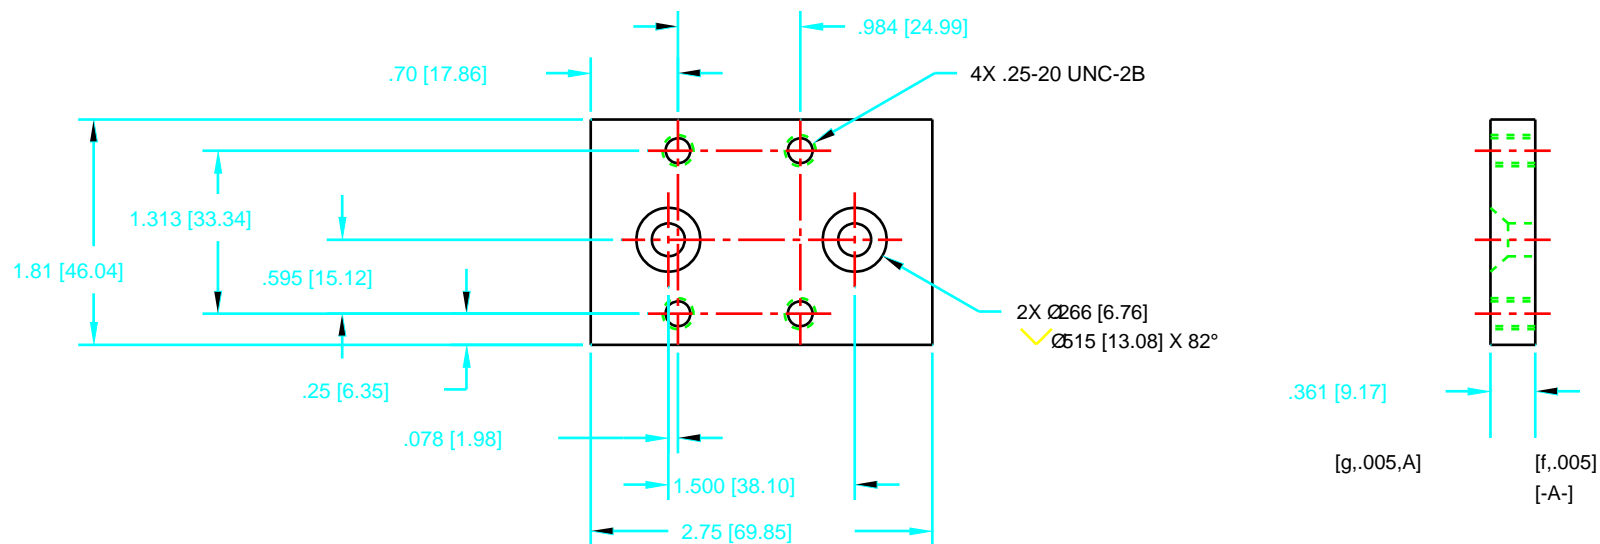 .984 [24.99]
.70 [17.86]
4X .25-20 UNC-2B
1.313 [33.34]
1.81 [46.04]
.595 [15.12]
2X Ø.266 [6.76]
Ø.515 [13.08] X 82°
.25 [6.35]
.361 [9.17]
.078 [1.98]
[g,.005,A]
[f,.005]
1.500 [38.10]
[-A-]
2.75 [69.85]